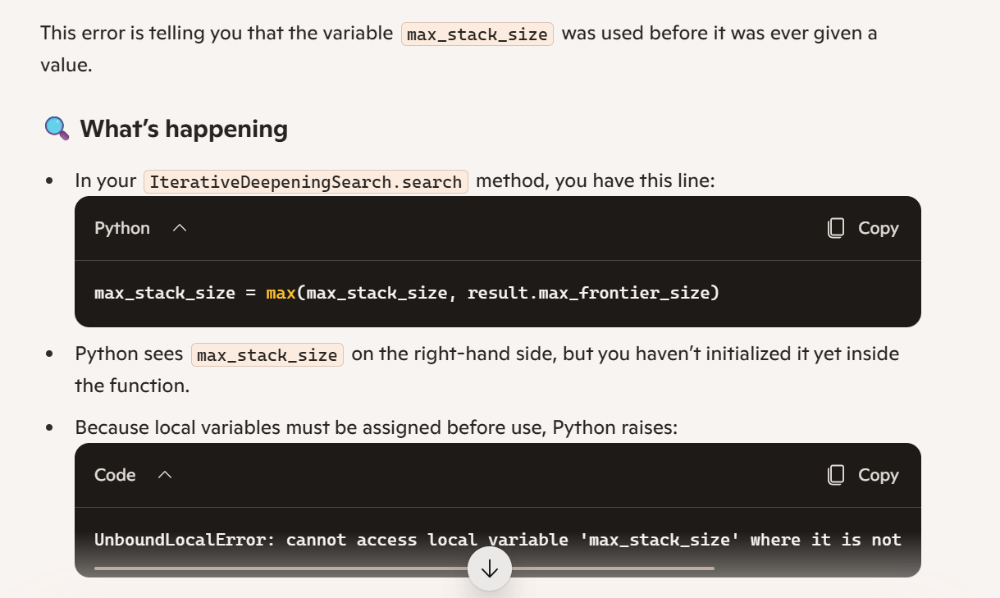 This error is telling you that the variable max_stack_size was used before it was ever given a
value.
What’s happening
In your IterativeDeepeningSearch.search method, you have this line:
Python
Copy
max_stack_size = max(max_stack_size, result.max_frontier_size)
Python sees max_stack_size on the right-hand side, but you haven’t initialized it yet inside
the function.
Because local variables must be assigned before use, Python raises:
Code
Copy
UnboundLocalError: cannot access local variable 'max_stack_size' where it is not